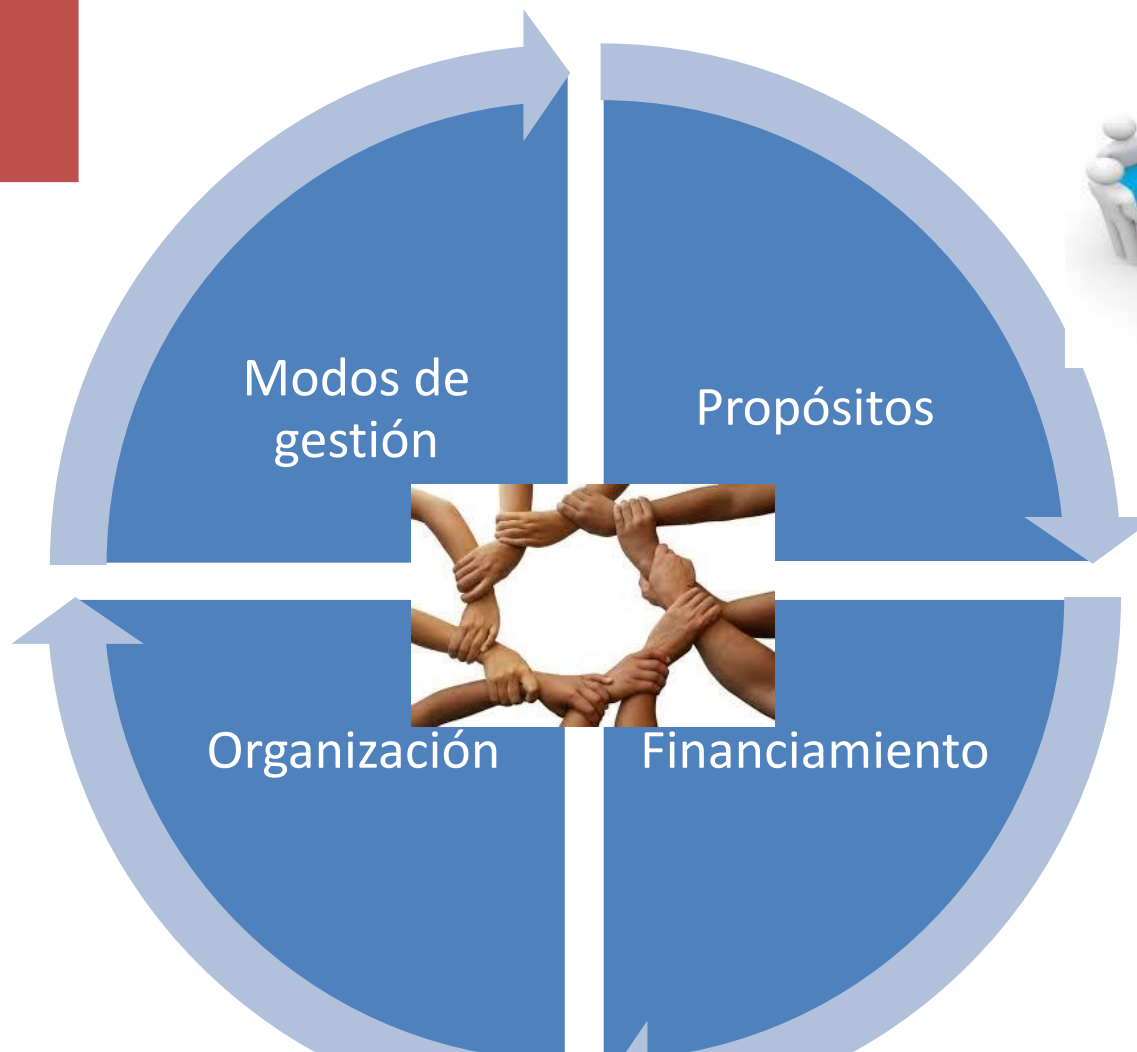 Modos de
gestión
Propósitos
Organización
Financiamiento